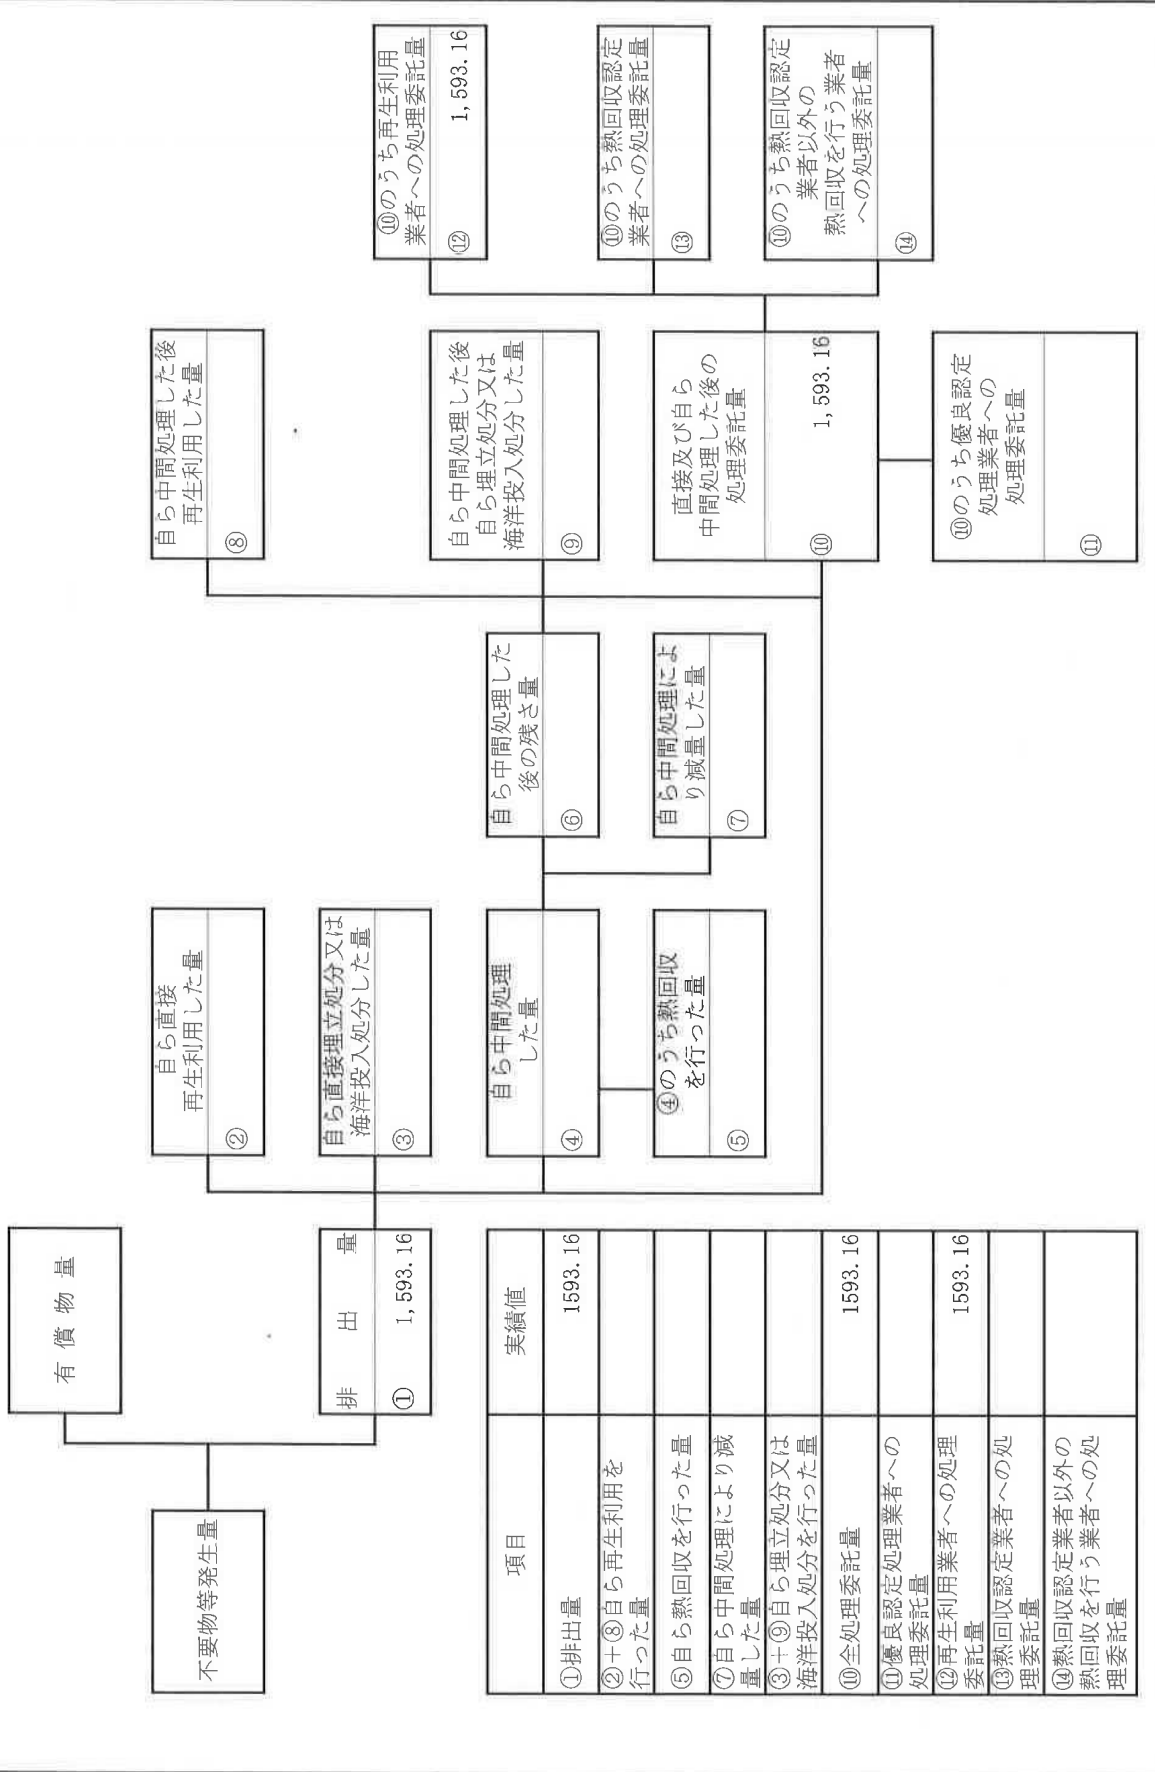 不要物等発生量
有償物量
排出量
① 1,593.16
自ら直接
再生利用した量
②
自ら直接埋立処分又は
海洋投入処分した量
③
自ら中間処理
した量
④
④のうち熱回収
を行った量
⑤
自ら中間処理した
後の残さ量
⑥
自ら中間処理によ
り減量した量
⑦
自ら中間処理した後
再生利用した量
⑧
自ら中間処理した後
自ら埋立処分又は
海洋投入処分した量
⑨
直接及び自ら
中間処理した後の
処理委託量
⑩ 1,593.16
⑩のうち優良認定
処理業者への
処理委託量
⑪
⑩のうち再生利用
業者への処理委託量
⑫ 1,593.16
⑩のうち熱回収認定
業者への処理委託量
⑬
⑩のうち熱回収認定
業者以外の
熱回収を行う業者
への処理委託量
⑭
項目 実績値
①排出量 1593.16
②+⑧自ら再生利用を
行った量
⑤自ら熱回収を行った量
⑦自ら中間処理により減
量した量
③+⑨自ら埋立処分又は
海洋投入処分を行った量
⑩全処理委託量 1593.16
⑪優良認定処理業者への
処理委託量
⑫再生利用業者への処理
委託量 1593.16
⑬熱回収認定業者への処
理委託量
⑭熱回収認定業者以外の
熱回収を行う業者への処
理委託量